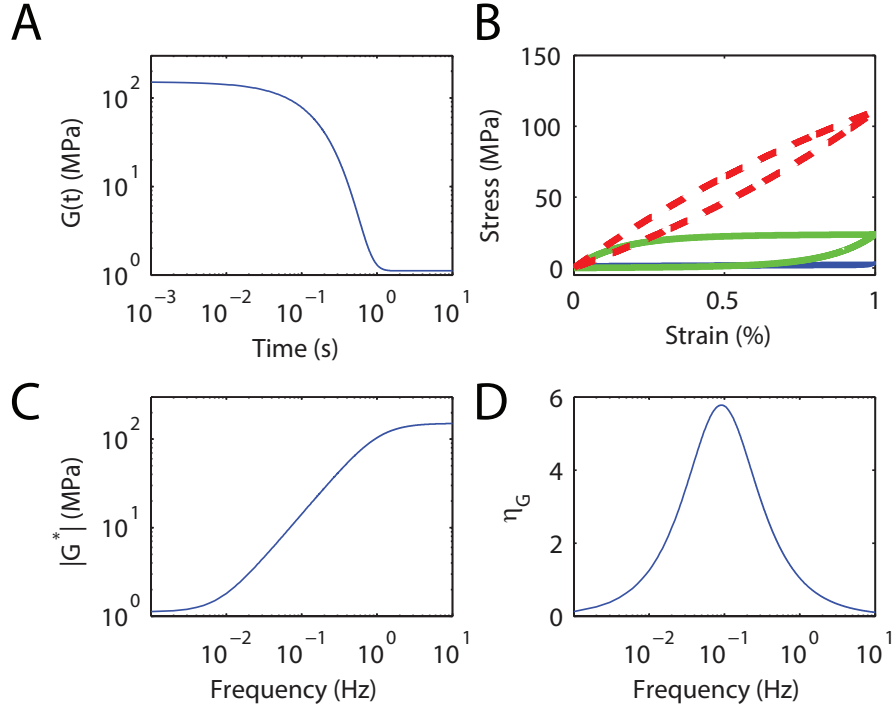 A
G(t) (MPa)
10^2
10^1
10^0
10^-3 10^-2 10^-1 10^0 10^1
Time (s)
B
Stress (MPa)
150
100
50
0
0 0.5 1
Strain (%)
C
|G^*| (MPa)
10^2
10^1
10^0
10^-2 10^-1 10^0 10^1
Frequency (Hz)
D
η_G
6
4
2
0
10^-2 10^-1 10^0 10^1
Frequency (Hz)